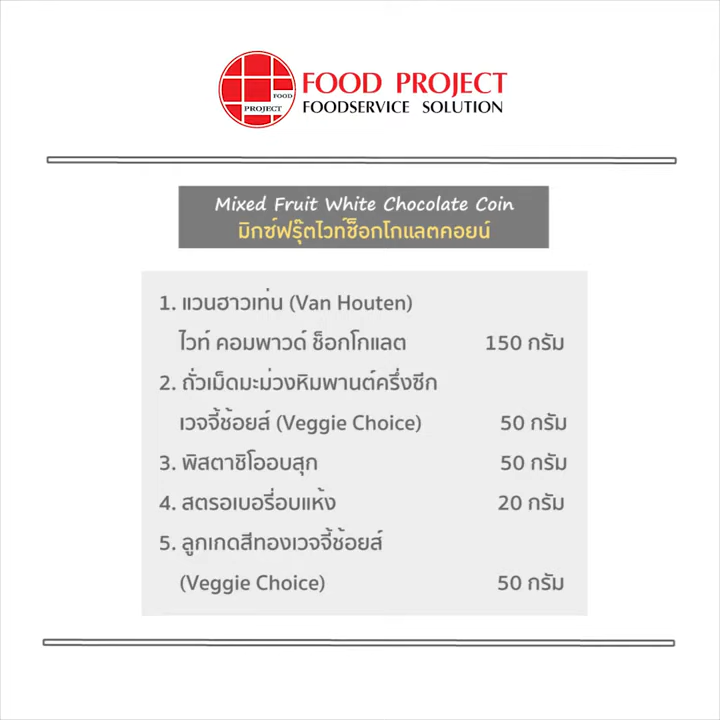 FOOD
PROJECT
FOOD PROJECT
FOODSERVICE SOLUTION
Mixed Fruit White Chocolate Coin
มิกซ์ฟรุ๊ตไวท์ช็อกโกแลตคอยน์
1. แวนฮาวเท่น (Van Houten)
ไวท์ คอมพาวด์ ช็อกโกแลต 150 กรัม
2. ถั่วเม็ดมะม่วงหิมพานต์ครึ่งซีก
เวจจี้ช้อยส์ (Veggie Choice) 50 กรัม
3. พิสตาชิโออบสุก 50 กรัม
4. สตรอเบอรี่อบแห้ง 20 กรัม
5. ลูกเกดสีทองเวจจี้ช้อยส์
(Veggie Choice) 50 กรัม